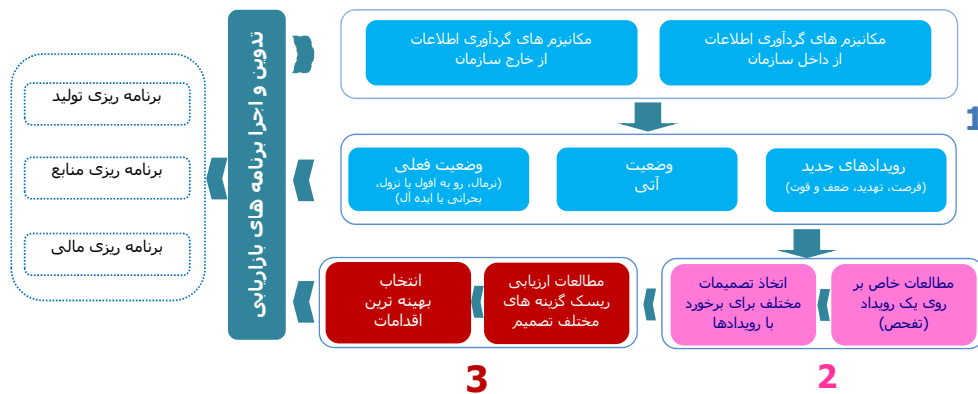 مکانیزم های گردآوری اطلاعات
از داخل سازمان
مکانیزم های گردآوری اطلاعات
از خارج سازمان
1
رویدادهای جدید
(فرصت، تهدید، ضعف و قوت)
وضعیت
آتی
وضعیت فعلی
(نرمال، رو به افول یا نزول،
بحرانی یا ایده آل)
مطالعات خاص بر
روی یک رویداد
(تفحص)
اتخاذ تصمیمات
مختلف برای برخورد
با رویدادها
2
مطالعات ارزیابی
ریسک گزینه های
مختلف تصمیم
انتخاب
بهینه ترین
اقدامات
3
تدوین و اجرا برنامه های بازاریابی
برنامه ریزی تولید
برنامه ریزی منابع
برنامه ریزی مالی